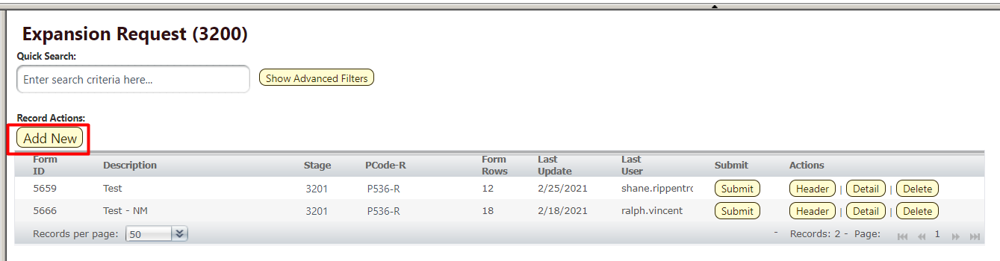 Expansion Request (3200)
Quick Search:
Enter search criteria here...
Show Advanced Filters
Record Actions:
Add New
Form ID Description Stage PCode-R Form Rows Last Update Last User Submit Actions
5659 Test 3201 P536-R 12 2/25/2021 shane.rippentro Submit Header | Detail | Delete
5666 Test - NM 3201 P536-R 18 2/18/2021 ralph.vincent Submit Header | Detail | Delete
Records per page: 50 - Records: 2 - Page: 1